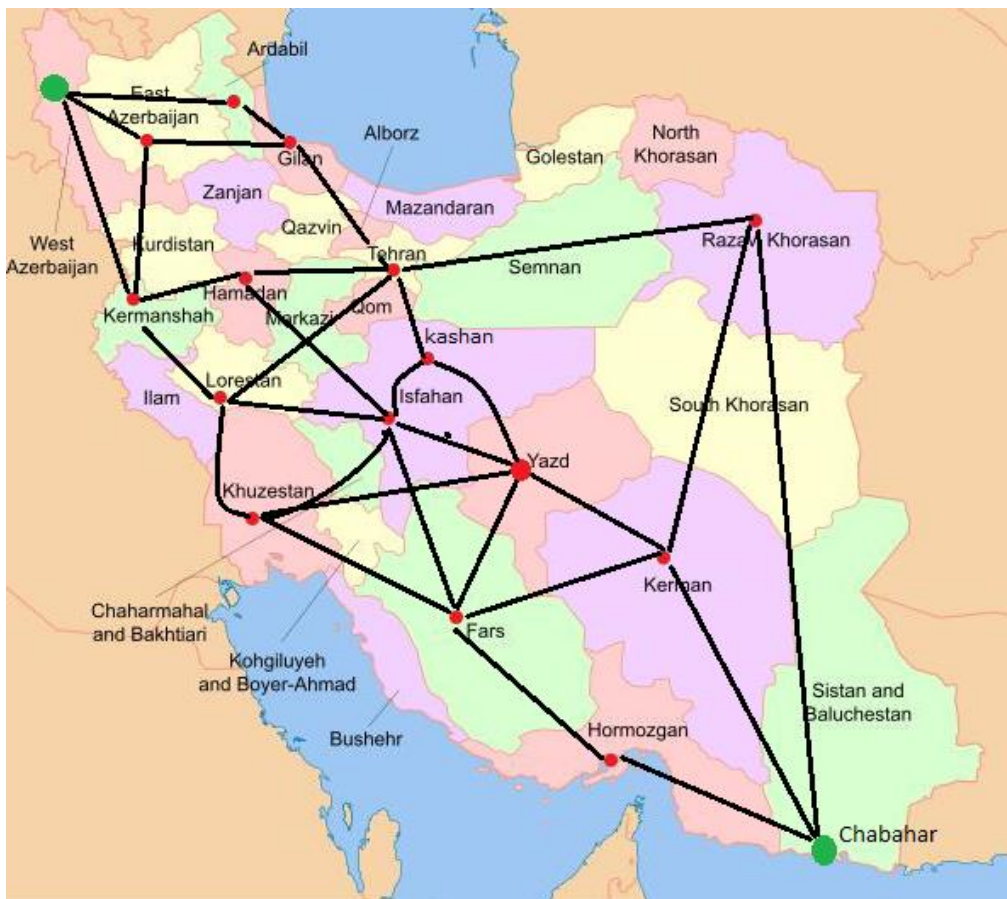 Ardabil
East
Azerbaijan
Alborz
Gilan
Golestan
North
Khorasan
Zanjan
Mazandaran
Qazvin
West
Azerbaijan
Kurdistan
Tehran
Semnan
Razavi Khorasan
Hamadan
Qom
Kermanshah
Markazi
kashan
Lorestan
Ilam
Isfahan
South Khorasan
Yazd
Khuzestan
Kerman
Chaharmahal
and Bakhtiari
Fars
Kohgiluyeh
and Boyer-Ahmad
Sistan and
Baluchestan
Bushehr
Hormozgan
Chabahar